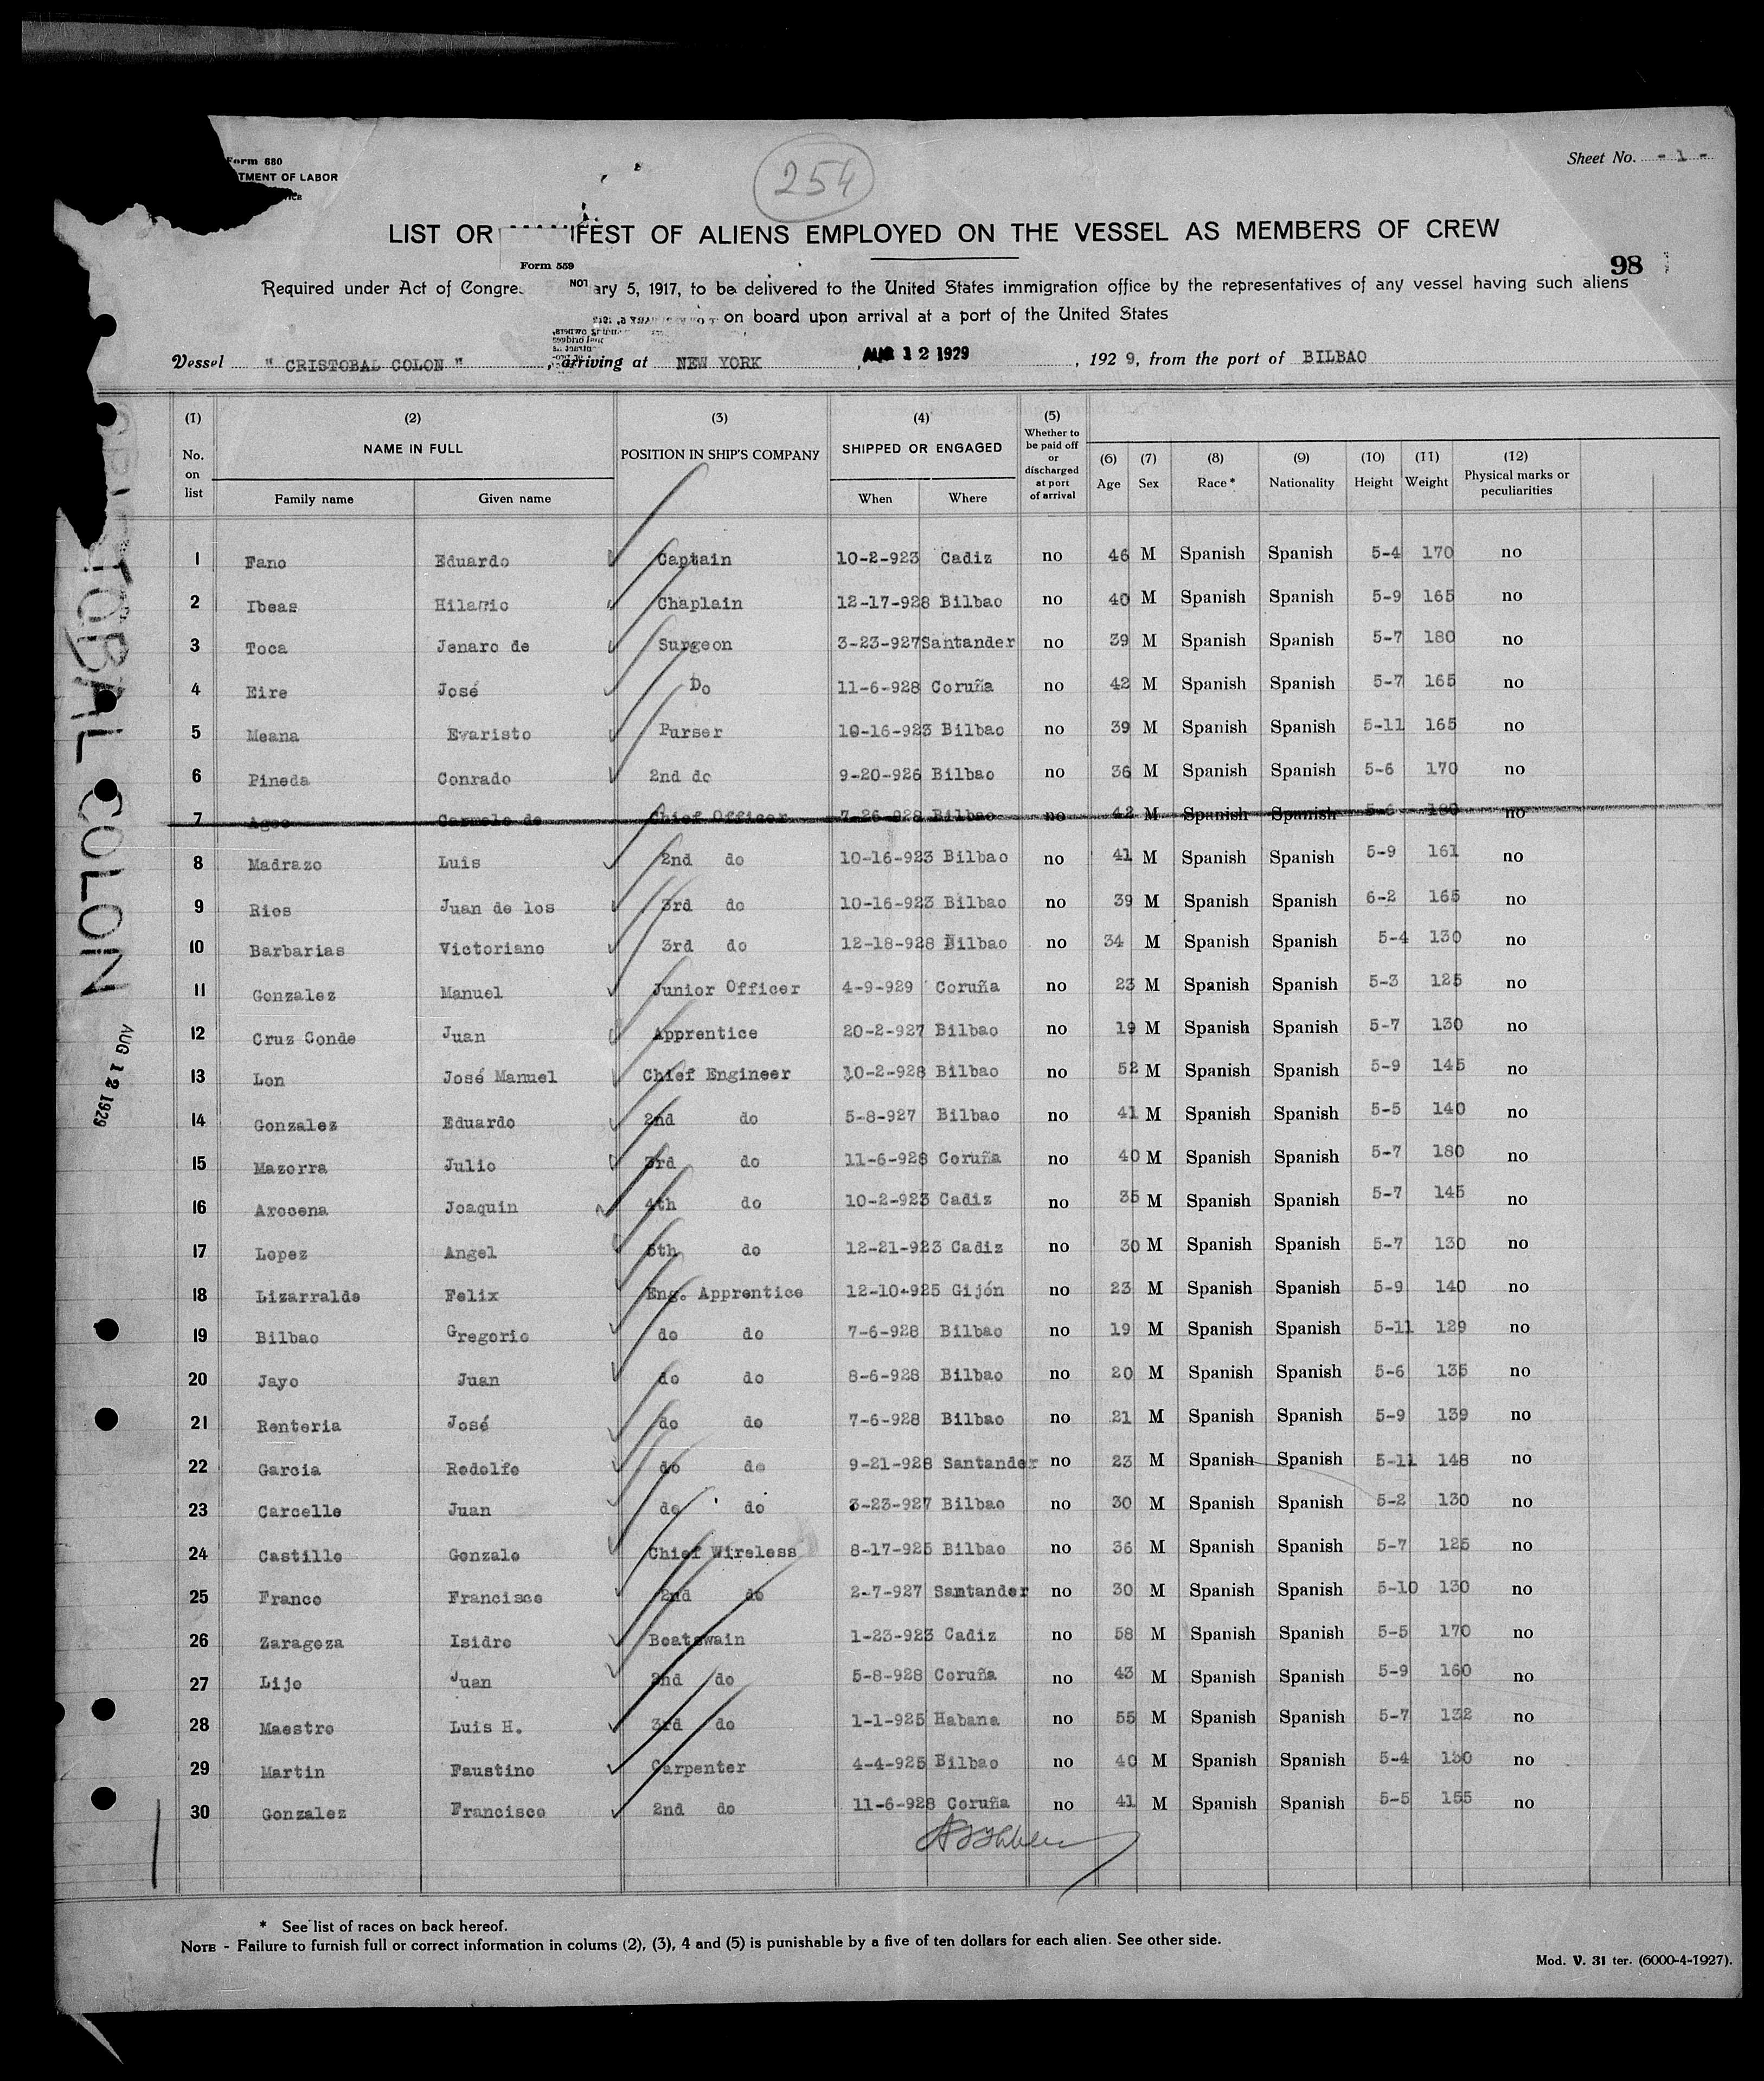 Form 680
TMENT OF LABOR
254
Sheet No. - 1 -
LIST OR MANIFEST OF ALIENS EMPLOYED ON THE VESSEL AS MEMBERS OF CREW
98
Form 559
Required under Act of Congre ary 5, 1917, to be delivered to the United States immigration office by the representatives of any vessel having such aliens
on board upon arrival at a port of the United States
Vessel " CRISTOBAL COLON " , arriving at NEW YORK , AUG 12 1929 , 192 9, from the port of BILBAO
(1) No. on list (2) NAME IN FULL Family name Given name (3) POSITION IN SHIP'S COMPANY (4) SHIPPED OR ENGAGED When Where (5) Whether to be paid off or discharged at port of arrival (6) Age (7) Sex (8) Race* (9) Nationality (10) Height (11) Weight (12) Physical marks or peculiarities
1 Fano Eduardo Captain 10-2-923 Cadiz no 46 M Spanish Spanish 5-4 170 no
2 Ibeas Hilario Chaplain 12-17-928 Bilbao no 40 M Spanish Spanish 5-9 165 no
3 Toca Jenaro de Surgeon 3-23-927 Santander no 39 M Spanish Spanish 5-7 180 no
4 Eire José Do 11-6-928 Coruña no 42 M Spanish Spanish 5-7 165 no
5 Meana Evaristo Purser 10-16-923 Bilbao no 39 M Spanish Spanish 5-11 165 no
6 Pineda Conrado 2nd do 9-20-926 Bilbao no 36 M Spanish Spanish 5-6 170 no
7 Carmelo de Chief Officer 7-26-928 Bilbao no 42 M Spanish Spanish 5-6 180 no
8 Madrazo Luis 2nd do 10-16-923 Bilbao no 41 M Spanish Spanish 5-9 161 no
9 Rios Juan de los 3rd do 10-16-923 Bilbao no 39 M Spanish Spanish 6-2 165 no
10 Barbarias Victoriano 3rd do 12-18-928 Bilbao no 34 M Spanish Spanish 5-4 130 no
11 Gonzalez Manuel Junior Officer 4-9-929 Coruña no 23 M Spanish Spanish 5-3 125 no
12 Cruz Conde Juan Apprentice 20-2-927 Bilbao no 19 M Spanish Spanish 5-7 130 no
13 Lon José Manuel Chief Engineer 10-2-928 Bilbao no 52 M Spanish Spanish 5-9 145 no
14 Gonzalez Eduardo 2nd do 5-8-927 Bilbao no 41 M Spanish Spanish 5-5 140 no
15 Mazorra Julio 3rd do 11-6-928 Coruña no 40 M Spanish Spanish 5-7 180 no
16 Arocena Joaquin 4th do 10-2-923 Cadiz no 35 M Spanish Spanish 5-7 145 no
17 Lopez Angel 5th do 12-21-923 Cadiz no 30 M Spanish Spanish 5-7 130 no
18 Lizarralde Felix Eng. Apprentice 12-10-925 Gijón no 23 M Spanish Spanish 5-9 140 no
19 Bilbao Gregorio do do 7-6-928 Bilbao no 19 M Spanish Spanish 5-11 129 no
20 Jayo Juan do do 8-6-928 Bilbao no 20 M Spanish Spanish 5-6 135 no
21 Renteria José do do 7-6-928 Bilbao no 21 M Spanish Spanish 5-9 139 no
22 Garcia Rodolfo do do 9-21-928 Santander no 23 M Spanish Spanish 5-11 148 no
23 Carcelle Juan do do 3-23-927 Bilbao no 30 M Spanish Spanish 5-2 130 no
24 Castillo Gonzalo Chief Wireless 8-17-925 Bilbao no 36 M Spanish Spanish 5-7 125 no
25 Franco Francisco 2nd do 2-7-927 Santander no 30 M Spanish Spanish 5-10 130 no
26 Zaragoza Isidro Boatswain 1-23-923 Cadiz no 58 M Spanish Spanish 5-5 170 no
27 Lijo Juan 2nd do 5-8-928 Coruña no 43 M Spanish Spanish 5-9 160 no
28 Maestro Luis H. 3rd do 1-1-925 Habana no 55 M Spanish Spanish 5-7 132 no
29 Martin Faustino Carpenter 4-4-925 Bilbao no 40 M Spanish Spanish 5-4 130 no
30 Gonzalez Francisco 2nd do 11-6-928 Coruña no 41 M Spanish Spanish 5-5 155 no
* See list of races on back hereof.
NOTE - Failure to furnish full or correct information in colums (2), (3), 4 and (5) is punishable by a five of ten dollars for each alien. See other side.
Mod. V. 31 ter. (6000-4-1927).
CRISTOBAL COLON
AUG 12 1929